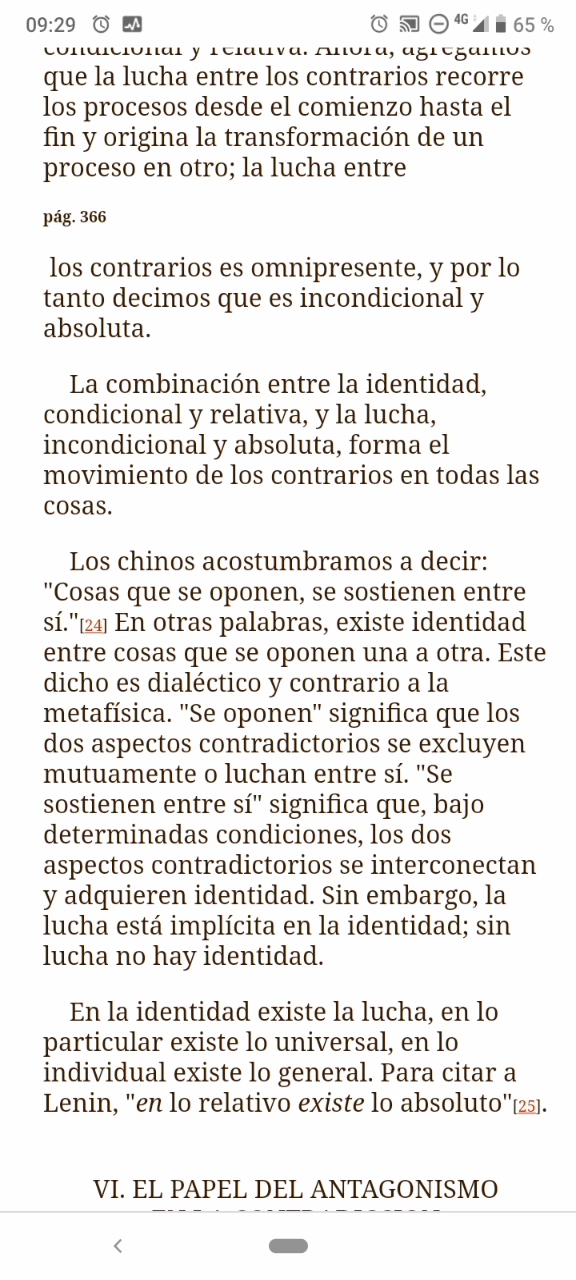 09:29 4G 65 %
condicional y relativa. Ahora, agregamos
que la lucha entre los contrarios recorre
los procesos desde el comienzo hasta el
fin y origina la transformación de un
proceso en otro; la lucha entre
pág. 366
los contrarios es omnipresente, y por lo
tanto decimos que es incondicional y
absoluta.
La combinación entre la identidad,
condicional y relativa, y la lucha,
incondicional y absoluta, forma el
movimiento de los contrarios en todas las
cosas.
Los chinos acostumbramos a decir:
"Cosas que se oponen, se sostienen entre
sí."[24] En otras palabras, existe identidad
entre cosas que se oponen una a otra. Este
dicho es dialéctico y contrario a la
metafísica. "Se oponen" significa que los
dos aspectos contradictorios se excluyen
mutuamente o luchan entre sí. "Se
sostienen entre sí" significa que, bajo
determinadas condiciones, los dos
aspectos contradictorios se interconectan
y adquieren identidad. Sin embargo, la
lucha está implícita en la identidad; sin
lucha no hay identidad.
En la identidad existe la lucha, en lo
particular existe lo universal, en lo
individual existe lo general. Para citar a
Lenin, "en lo relativo existe lo absoluto"[25].
VI. EL PAPEL DEL ANTAGONISMO